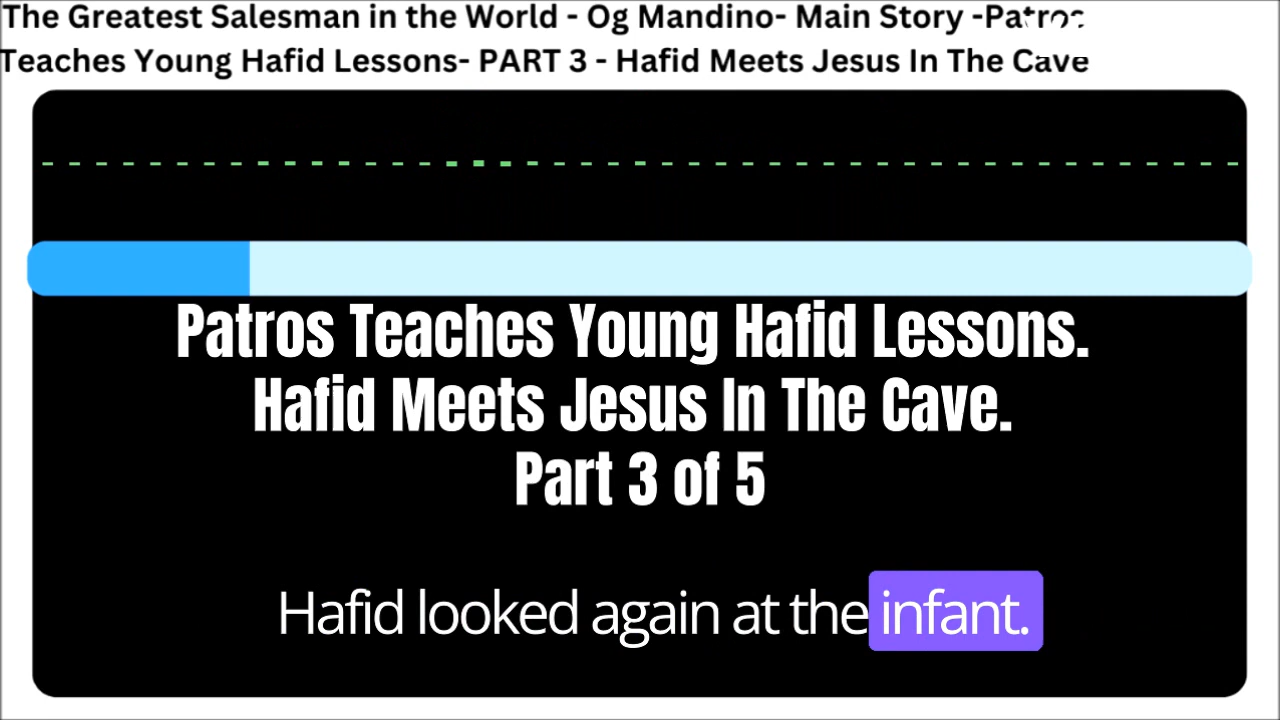 The Greatest Salesman in the World - Og Mandino- Main Story -Patros
Teaches Young Hafid Lessons- PART 3 - Hafid Meets Jesus In The Cave
Patros Teaches Young Hafid Lessons.
Hafid Meets Jesus In The Cave.
Part 3 of 5
Hafid looked again at the infant.